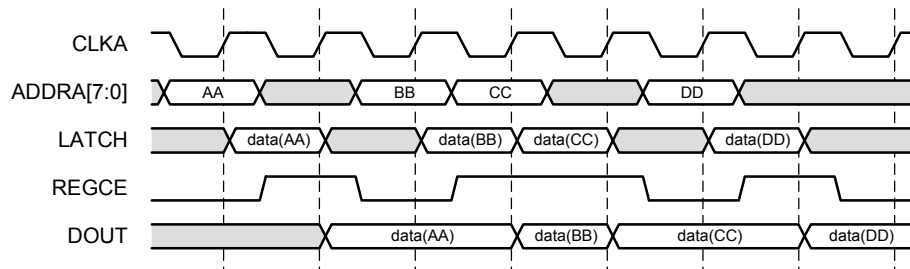 CLKA
ADDRA[7:0] AA BB CC DD
LATCH data(AA) data(BB) data(CC) data(DD)
REGCE
DOUT data(AA) data(BB) data(CC) data(DD)